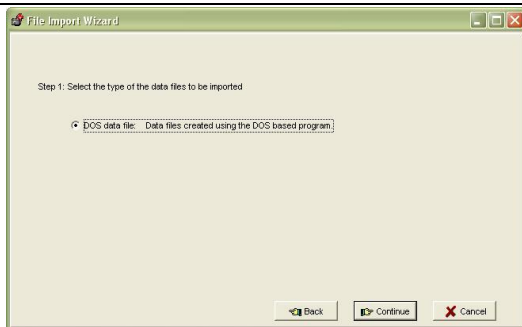 File Import Wizard
Step 1: Select the type of the data files to be imported
DOS data file: Data files created using the DOS based program.
Back Continue Cancel